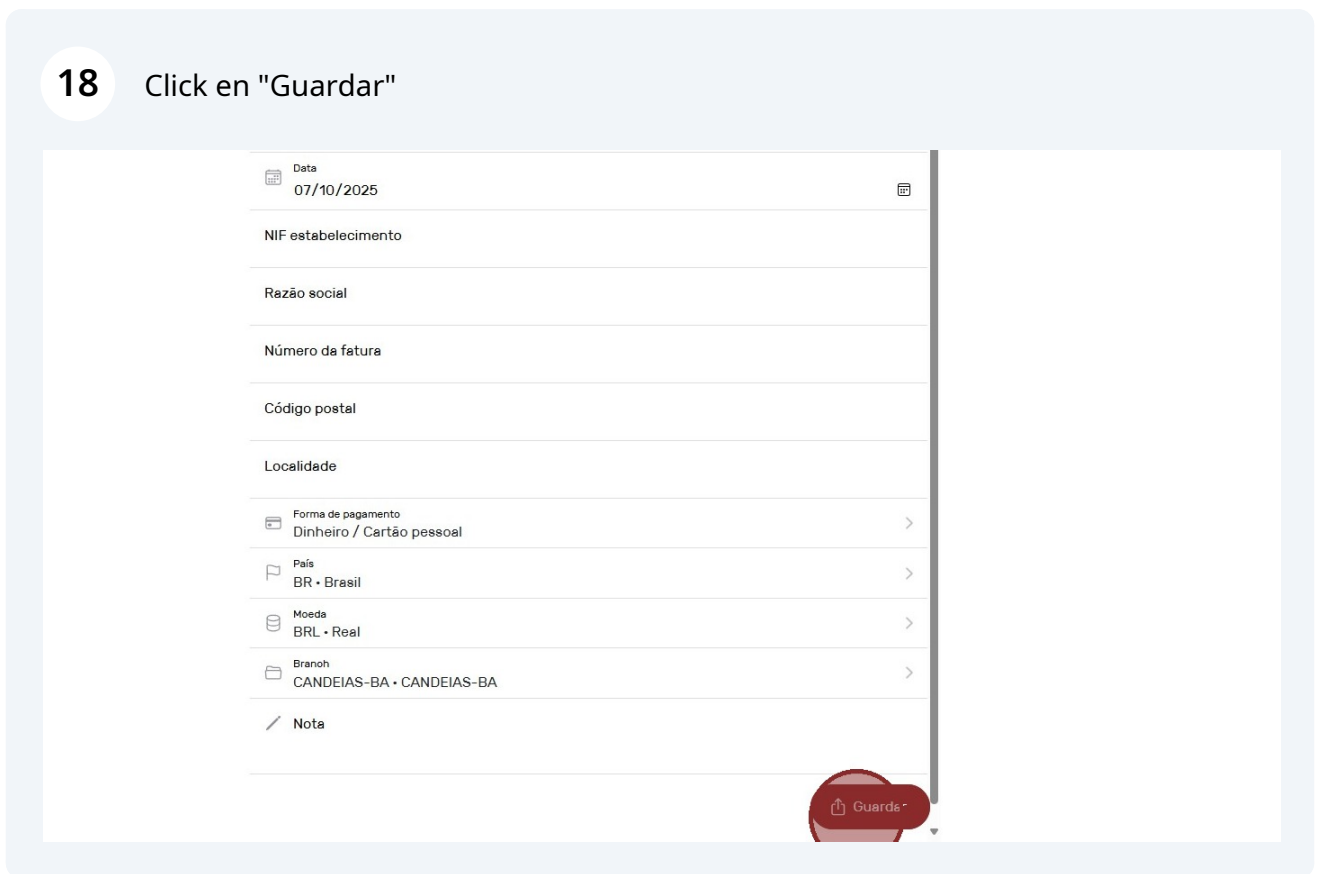 18 Click en "Guardar"
Data
07/10/2025
NIF estabelecimento
Razão social
Número da fatura
Código postal
Localidade
Forma de pagamento
Dinheiro / Cartão pessoal
País
BR • Brasil
Moeda
BRL • Real
Branch
CANDEIAS-BA • CANDEIAS-BA
Nota
Guardar